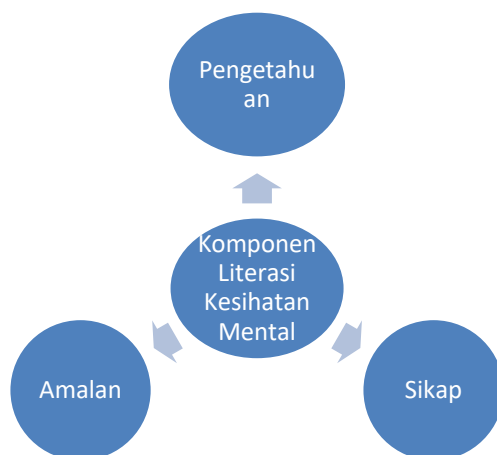 Pengetahu
an
Komponen
Literasi
Kesihatan
Mental
Amalan
Sikap